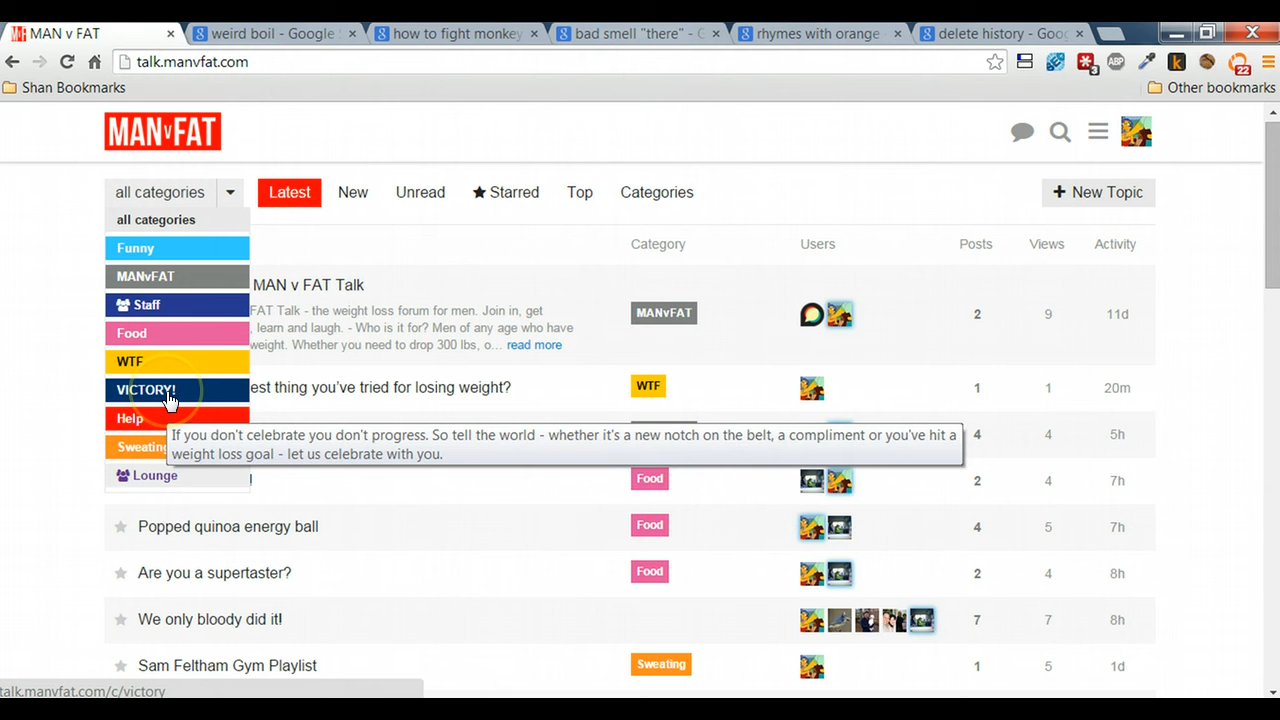 MAN v FAT
weird boil - Google S
how to fight monkey
bad smell "there" - G
rhymes with orange
delete history - Goog
talk.manvfat.com
3
ABP
k
22
Shan Bookmarks
Other bookmarks
MANvFAT
all categories
Latest
New
Unread
Starred
Top
Categories
+ New Topic
all categories
Funny
MANvFAT
Staff
Food
WTF
VICTORY!
Help
Sweating
Lounge
Category
Users
Posts
Views
Activity
MAN v FAT Talk
FAT Talk - the weight loss forum for men. Join in, get
, learn and laugh. - Who is it for? Men of any age who have
weight. Whether you need to drop 300 lbs, o... read more
MANvFAT
2
9
11d
est thing you've tried for losing weight?
WTF
1
1
20m
If you don't celebrate you don't progress. So tell the world - whether it's a new notch on the belt, a compliment or you've hit a
weight loss goal - let us celebrate with you.
4
4
5h
!
Food
2
4
7h
Popped quinoa energy ball
Food
4
5
7h
Are you a supertaster?
Food
2
4
8h
We only bloody did it!
7
7
8h
Sam Feltham Gym Playlist
Sweating
1
5
1d
talk.manvfat.com/c/victory